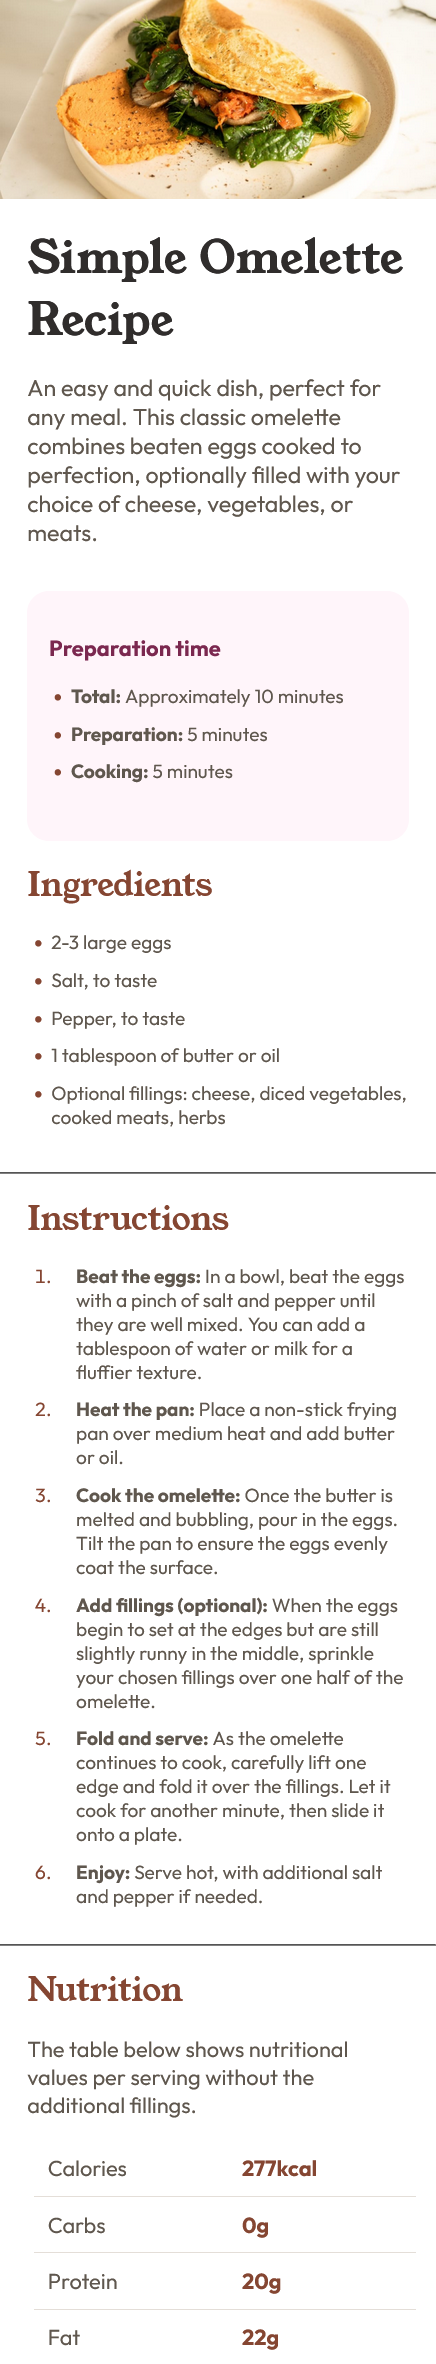 Simple Omelette
Recipe
An easy and quick dish, perfect for
any meal. This classic omelette
combines beaten eggs cooked to
perfection, optionally filled with your
choice of cheese, vegetables, or
meats.
Preparation time
• Total: Approximately 10 minutes
• Preparation: 5 minutes
• Cooking: 5 minutes
Ingredients
• 2-3 large eggs
• Salt, to taste
• Pepper, to taste
• 1 tablespoon of butter or oil
• Optional fillings: cheese, diced vegetables,
cooked meats, herbs
Instructions
1. Beat the eggs: In a bowl, beat the eggs
with a pinch of salt and pepper until
they are well mixed. You can add a
tablespoon of water or milk for a
fluffier texture.
2. Heat the pan: Place a non-stick frying
pan over medium heat and add butter
or oil.
3. Cook the omelette: Once the butter is
melted and bubbling, pour in the eggs.
Tilt the pan to ensure the eggs evenly
coat the surface.
4. Add fillings (optional): When the eggs
begin to set at the edges but are still
slightly runny in the middle, sprinkle
your chosen fillings over one half of the
omelette.
5. Fold and serve: As the omelette
continues to cook, carefully lift one
edge and fold it over the fillings. Let it
cook for another minute, then slide it
onto a plate.
6. Enjoy: Serve hot, with additional salt
and pepper if needed.
Nutrition
The table below shows nutritional
values per serving without the
additional fillings.
Calories 277kcal
Carbs 0g
Protein 20g
Fat 22g